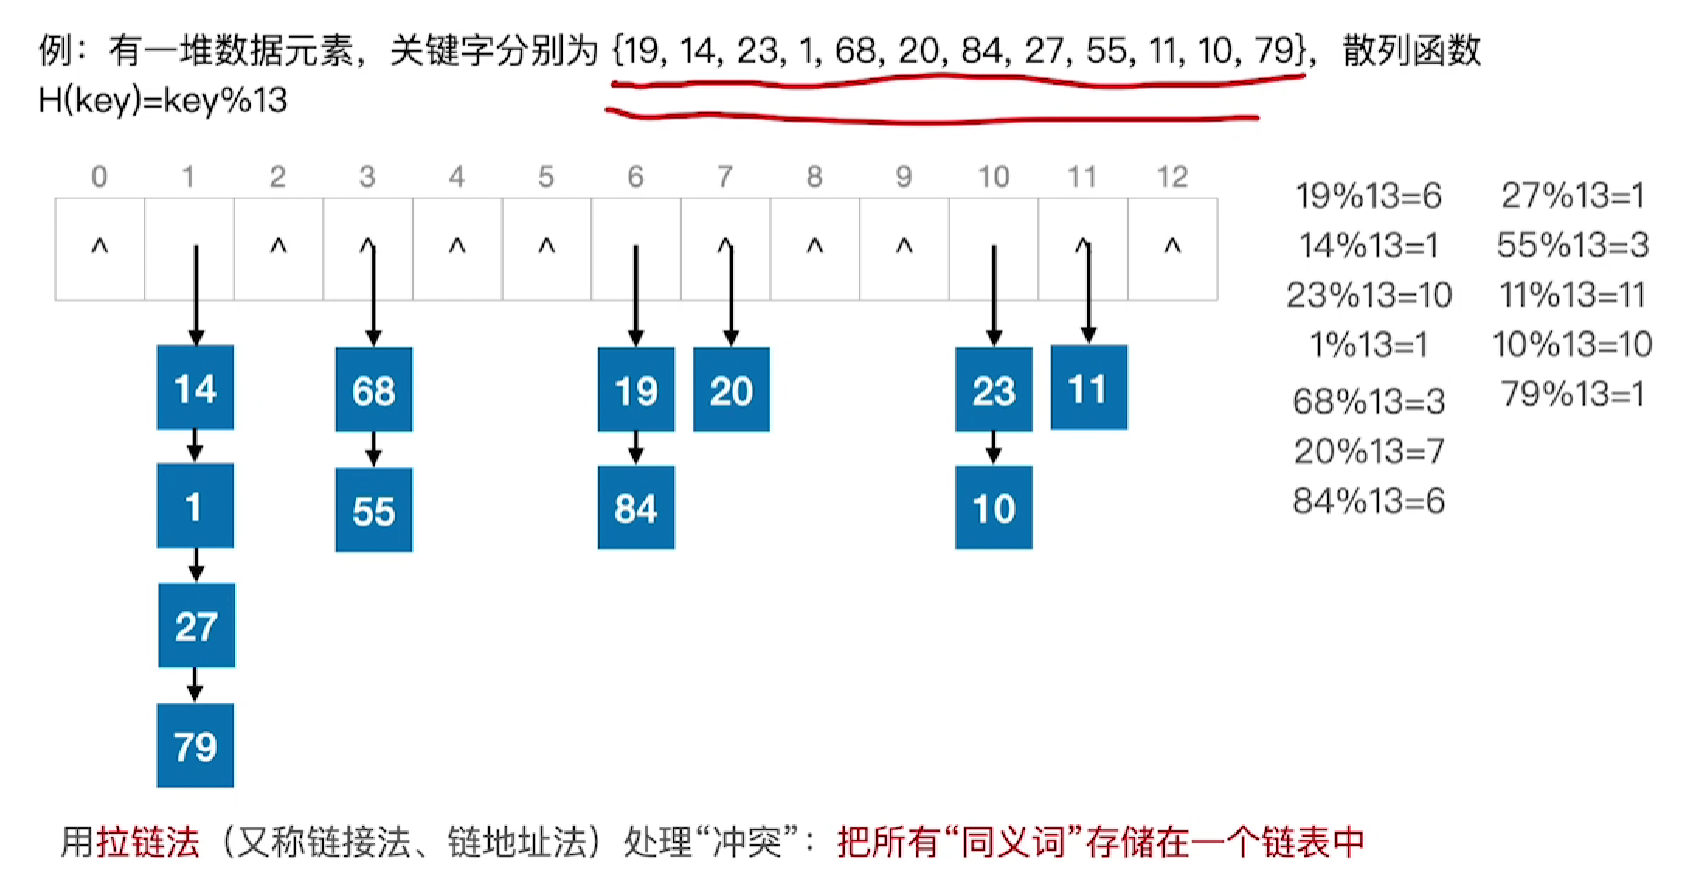 例：有一堆数据元素，关键字分别为 {19, 14, 23, 1, 68, 20, 84, 27, 55, 11, 10, 79}，散列函数
H(key)=key%13
0 1 2 3 4 5 6 7 8 9 10 11 12
^ ^ ^ ^ ^ ^ ^ ^ ^ ^
14 68 19 20 23 11
1 55 84 10
27
79
19%13=6 27%13=1
14%13=1 55%13=3
23%13=10 11%13=11
1%13=1 10%13=10
68%13=3 79%13=1
20%13=7
84%13=6
用拉链法（又称链接法、链地址法）处理“冲突”：把所有“同义词”存储在一个链表中